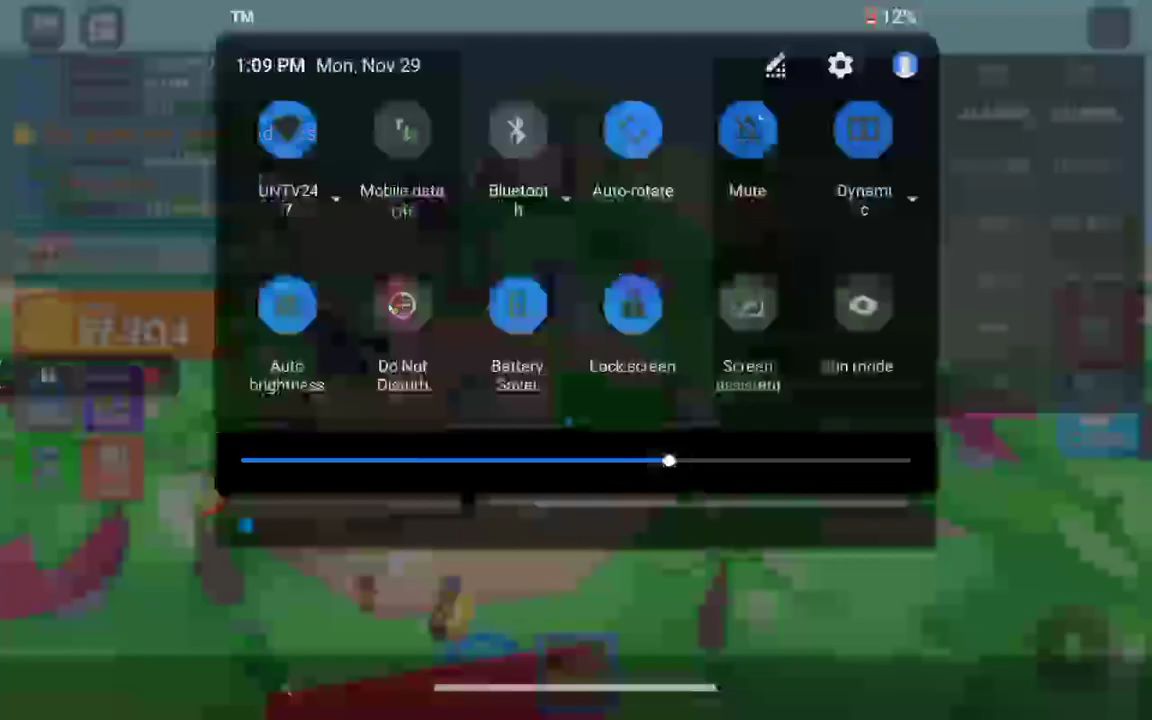 TM 12%
1:09 PM Mon, Nov 29
UNTV24
7
Mobile data
Off
Bluetoot
h
Auto-rotate
Mute
Dynami
c
Auto
brightness
Do Not
Disturb
Battery
Saver
Lock screen
Screen
assistant
mode